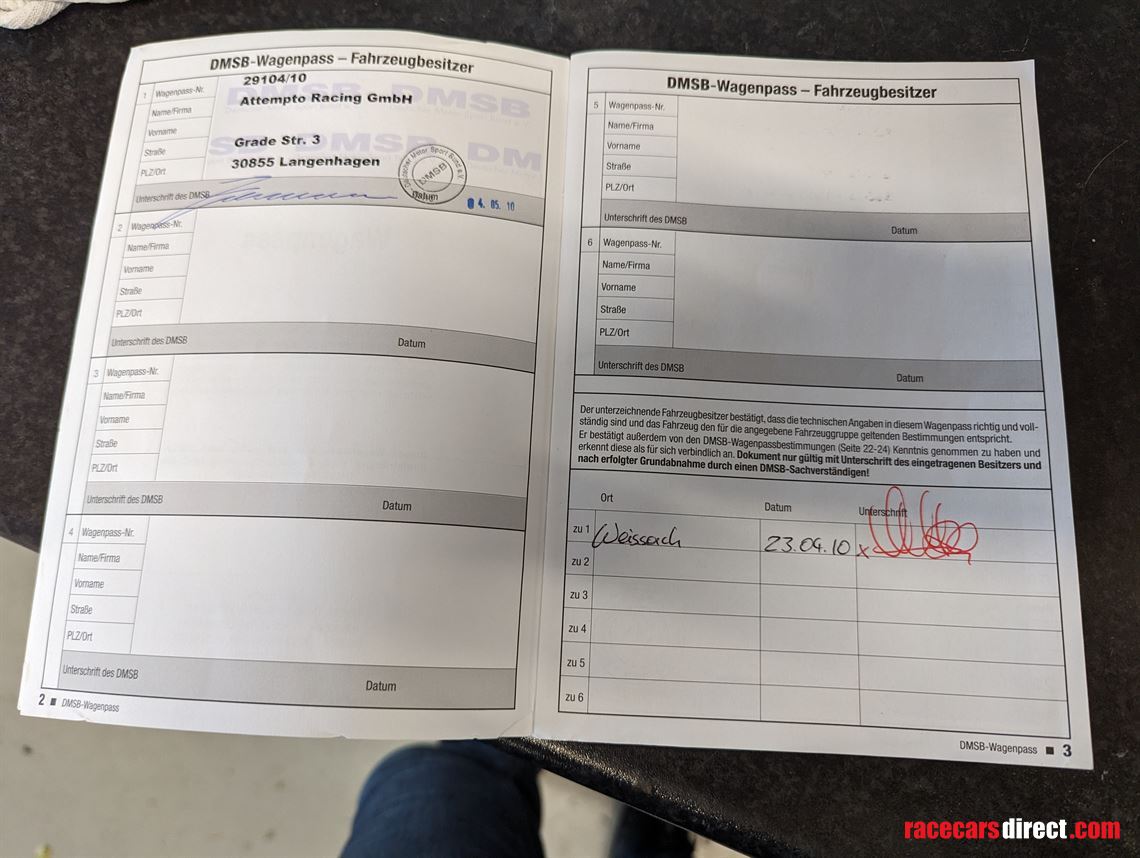 DMSB-Wagenpass – Fahrzeugbesitzer
1 Wagenpass-Nr. 29104/10
Name/Firma Attempto Racing GmbH
Vorname
Straße Grade Str. 3
PLZ/Ort 30855 Langenhagen
Deutscher Motor Sport Bund e.V.
DMSB
Unterschrift des DMSB Datum 04. 05. 10
2 Wagenpass-Nr.
Name/Firma
Vorname
Straße
PLZ/Ort
Unterschrift des DMSB Datum
3 Wagenpass-Nr.
Name/Firma
Vorname
Straße
PLZ/Ort
Unterschrift des DMSB Datum
4 Wagenpass-Nr.
Name/Firma
Vorname
Straße
PLZ/Ort
Unterschrift des DMSB Datum
2 ■ DMSB-Wagenpass
DMSB-Wagenpass – Fahrzeugbesitzer
5 Wagenpass-Nr.
Name/Firma
Vorname
Straße
PLZ/Ort
Unterschrift des DMSB Datum
6 Wagenpass-Nr.
Name/Firma
Vorname
Straße
PLZ/Ort
Unterschrift des DMSB Datum
Der unterzeichnende Fahrzeugbesitzer bestätigt, dass die technischen Angaben in diesem Wagenpass richtig und voll-
ständig sind und das Fahrzeug den für die angegebene Fahrzeuggruppe geltenden Bestimmungen entspricht.
Er bestätigt außerdem von den DMSB-Wagenpassbestimmungen (Seite 22-24) Kenntnis genommen zu haben und
erkennt diese als für sich verbindlich an. Dokument nur gültig mit Unterschrift des eingetragenen Besitzers und
nach erfolgter Grundabnahme durch einen DMSB-Sachverständigen!
Ort Datum Unterschrift
zu 1 Weissach 23.04.10 x
zu 2
zu 3
zu 4
zu 5
zu 6
DMSB-Wagenpass ■ 3
racecarsdirect.com